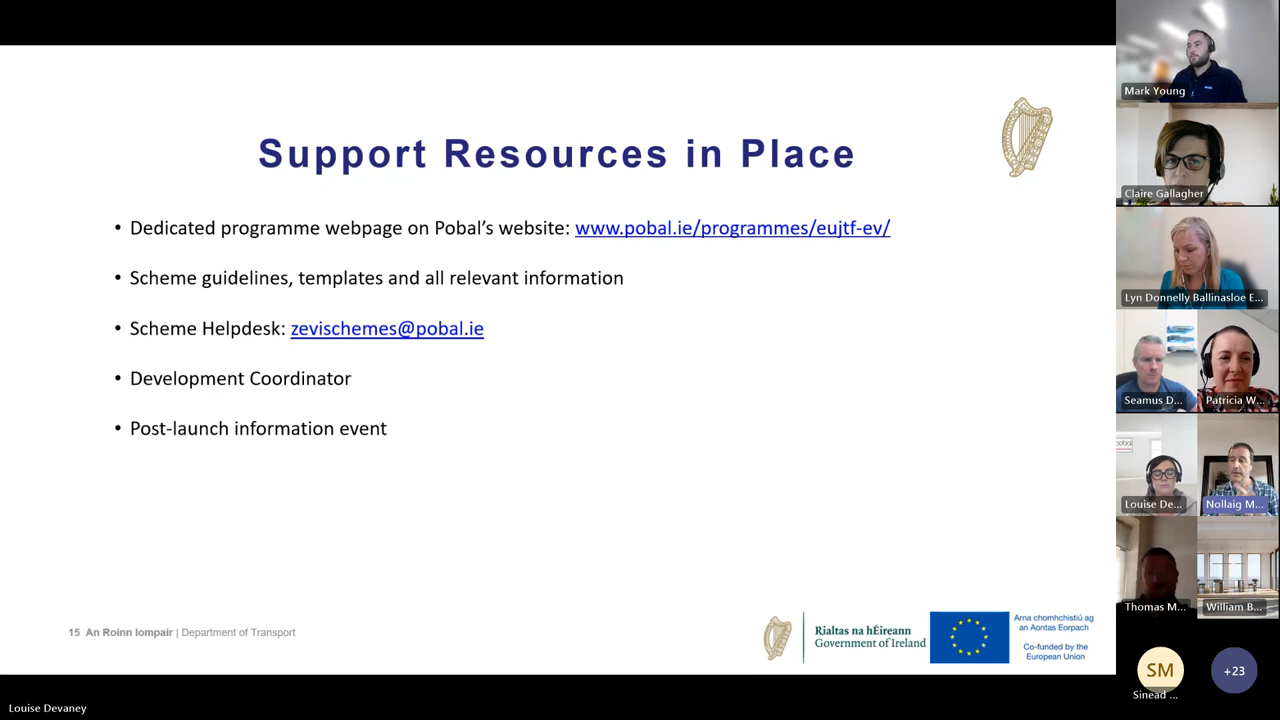 Support Resources in Place
• Dedicated programme webpage on Pobal’s website: www.pobal.ie/programmes/eujtf-ev/
• Scheme guidelines, templates and all relevant information
• Scheme Helpdesk: zevischemes@pobal.ie
• Development Coordinator
• Post-launch information event
15 An Roinn Iompair | Department of Transport
Rialtas na hÉireann
Government of Ireland
Arna chomhchistiú ag
an Aontas Eorpach
Co-funded by the
European Union
Louise Devaney
Mark Young
Claire Gallagher
Lyn Donnelly Ballinasloe E...
Seamus D...
Patricia W...
Louise De...
Nollaig M...
Thomas M...
William B...
SM
Sinead ...
+23